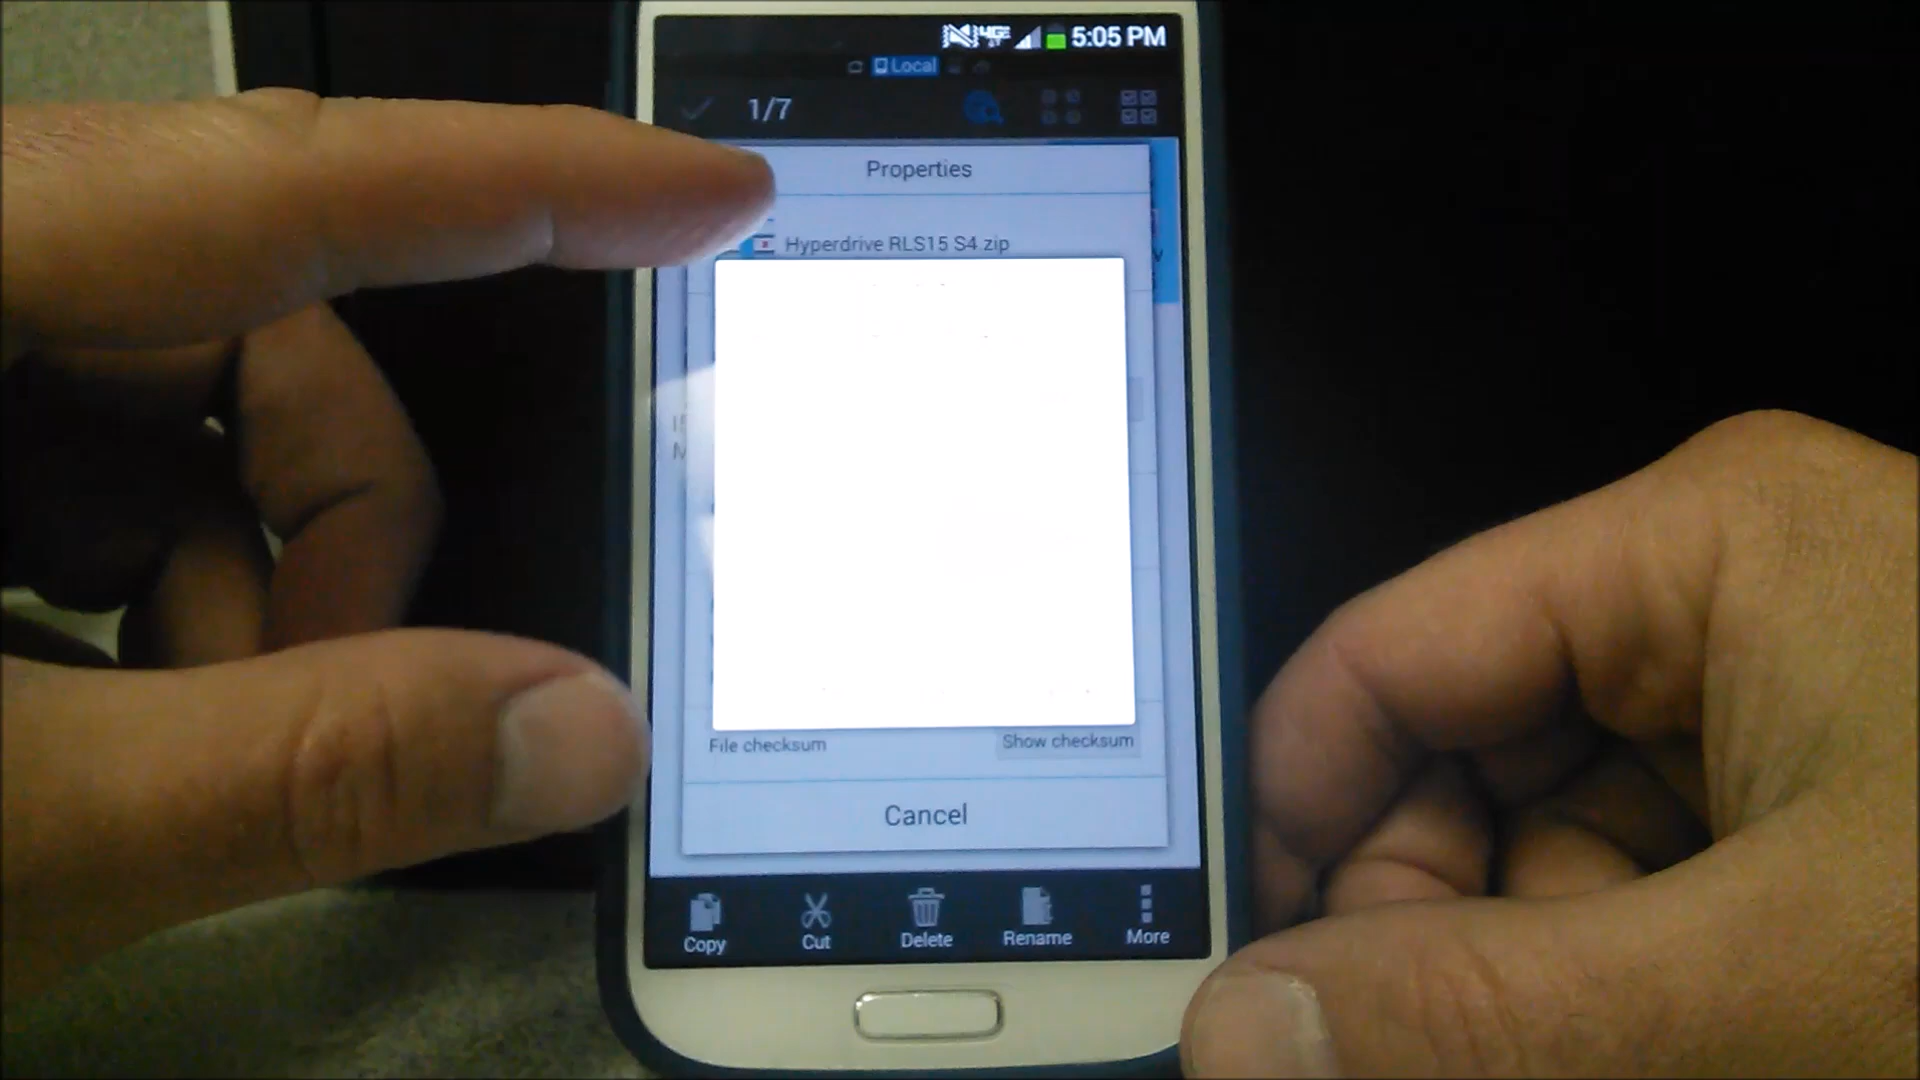 4G
5:05 PM
Local
1/7
Properties
Hyperdrive RLS15 S4.zip
File checksum
Show checksum
Cancel
Copy
Cut
Delete
Rename
More